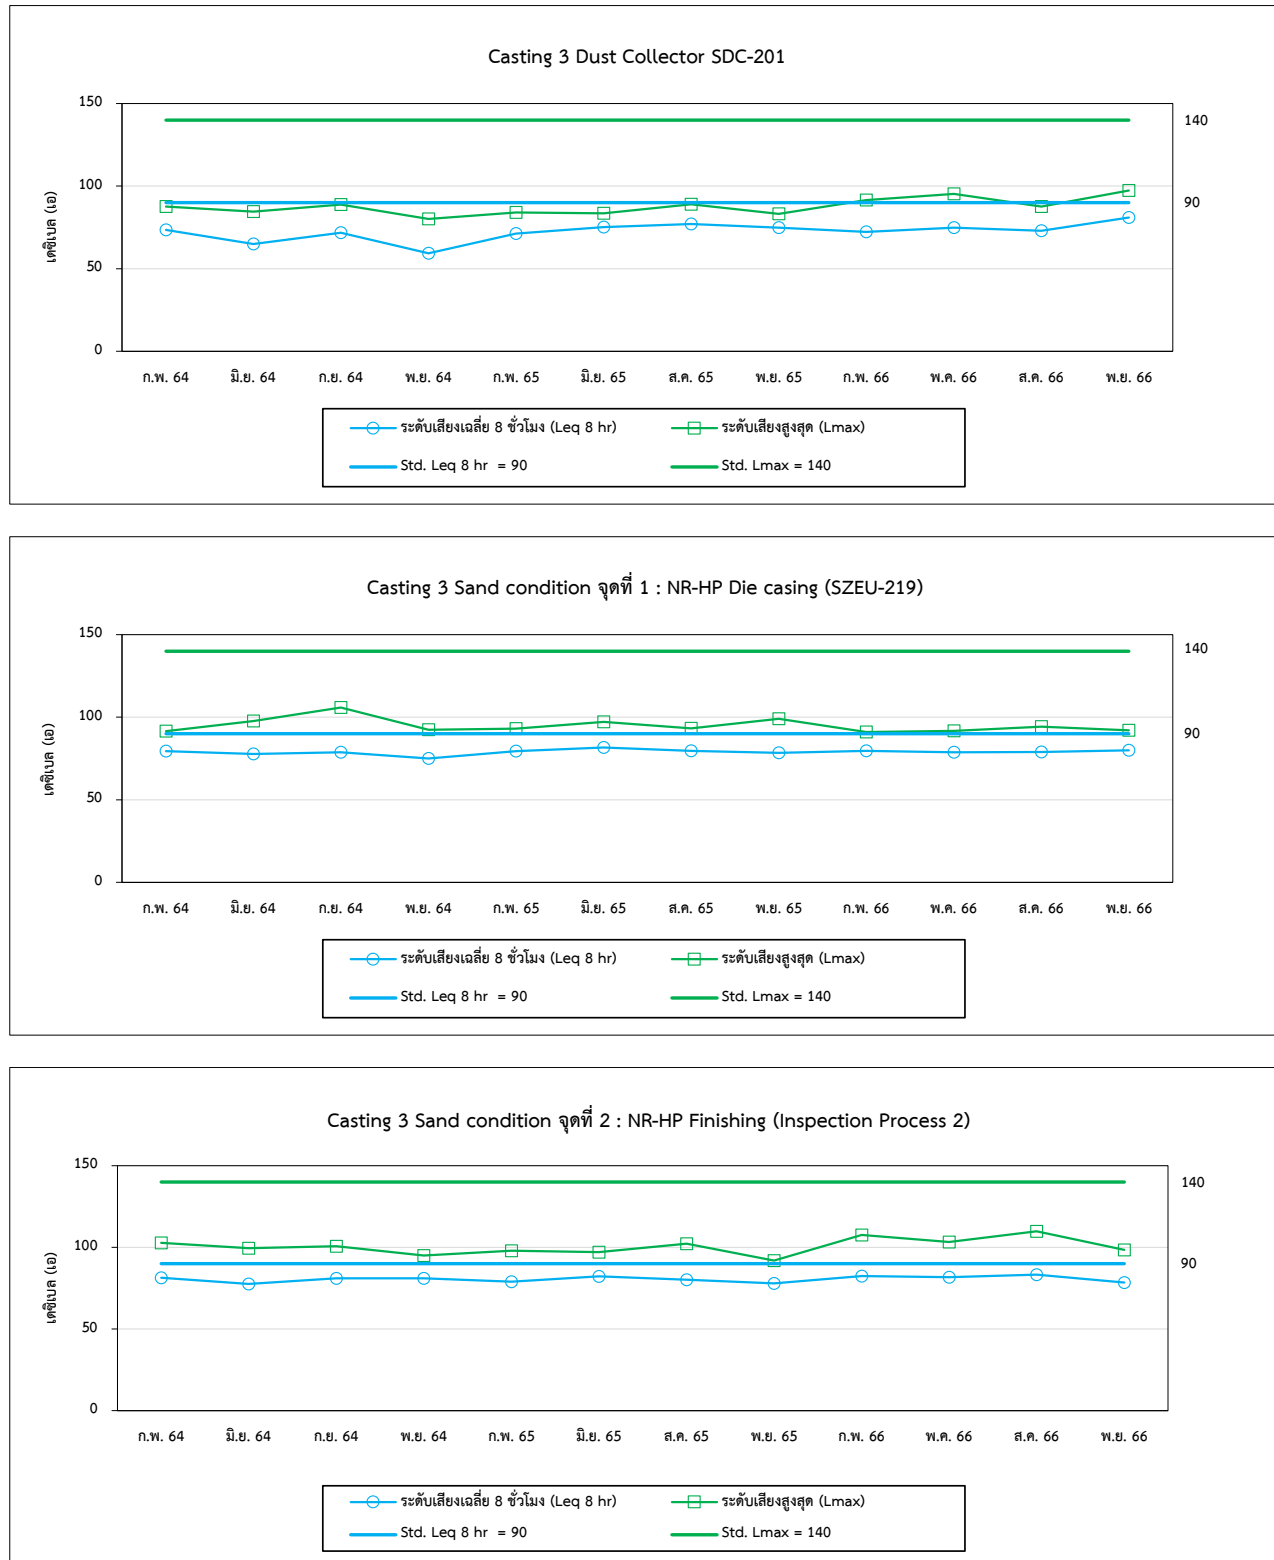 Casting 3 Dust Collector SDC-201
150
140
100
90
50
0
เดซิเบล (เอ)
ก.พ. 64 มิ.ย. 64 ก.ย. 64 พ.ย. 64 ก.พ. 65 มิ.ย. 65 ส.ค. 65 พ.ย. 65 ก.พ. 66 พ.ค. 66 ส.ค. 66 พ.ย. 66
ระดับเสียงเฉลี่ย 8 ชั่วโมง (Leq 8 hr) ระดับเสียงสูงสุด (Lmax)
Std. Leq 8 hr = 90 Std. Lmax = 140
Casting 3 Sand condition จุดที่ 1 : NR-HP Die casing (SZEU-219)
150
140
100
90
50
0
เดซิเบล (เอ)
ก.พ. 64 มิ.ย. 64 ก.ย. 64 พ.ย. 64 ก.พ. 65 มิ.ย. 65 ส.ค. 65 พ.ย. 65 ก.พ. 66 พ.ค. 66 ส.ค. 66 พ.ย. 66
ระดับเสียงเฉลี่ย 8 ชั่วโมง (Leq 8 hr) ระดับเสียงสูงสุด (Lmax)
Std. Leq 8 hr = 90 Std. Lmax = 140
Casting 3 Sand condition จุดที่ 2 : NR-HP Finishing (Inspection Process 2)
150
140
100
90
50
0
เดซิเบล (เอ)
ก.พ. 64 มิ.ย. 64 ก.ย. 64 พ.ย. 64 ก.พ. 65 มิ.ย. 65 ส.ค. 65 พ.ย. 65 ก.พ. 66 พ.ค. 66 ส.ค. 66 พ.ย. 66
ระดับเสียงเฉลี่ย 8 ชั่วโมง (Leq 8 hr) ระดับเสียงสูงสุด (Lmax)
Std. Leq 8 hr = 90 Std. Lmax = 140